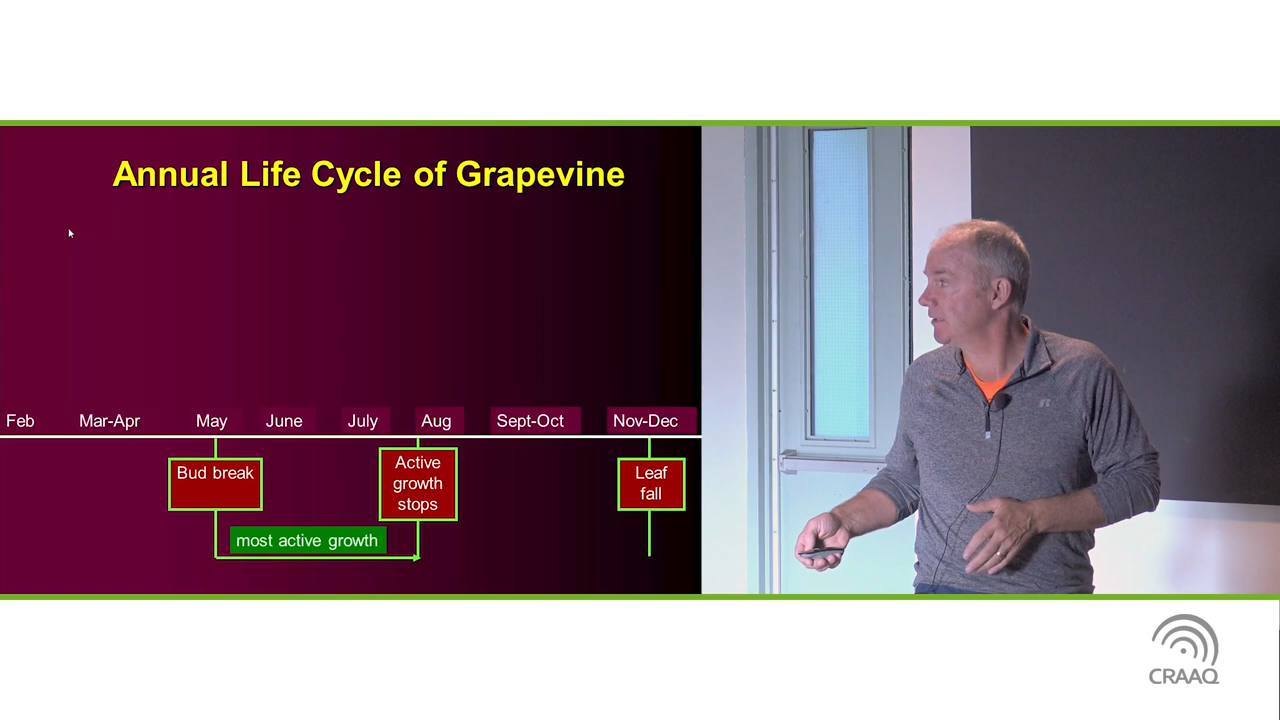 Annual Life Cycle of Grapevine
Feb Mar-Apr May June July Aug Sept-Oct Nov-Dec
Bud break
Active
growth
stops
Leaf
fall
most active growth
CRAAQ